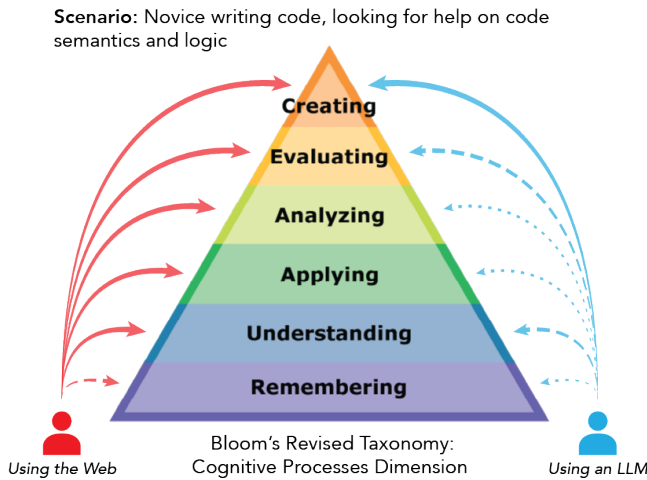 Scenario: Novice writing code, looking for help on code
semantics and logic
Creating
Evaluating
Analyzing
Applying
Understanding
Remembering
Bloom's Revised Taxonomy:
Cognitive Processes Dimension
Using the Web
Using an LLM